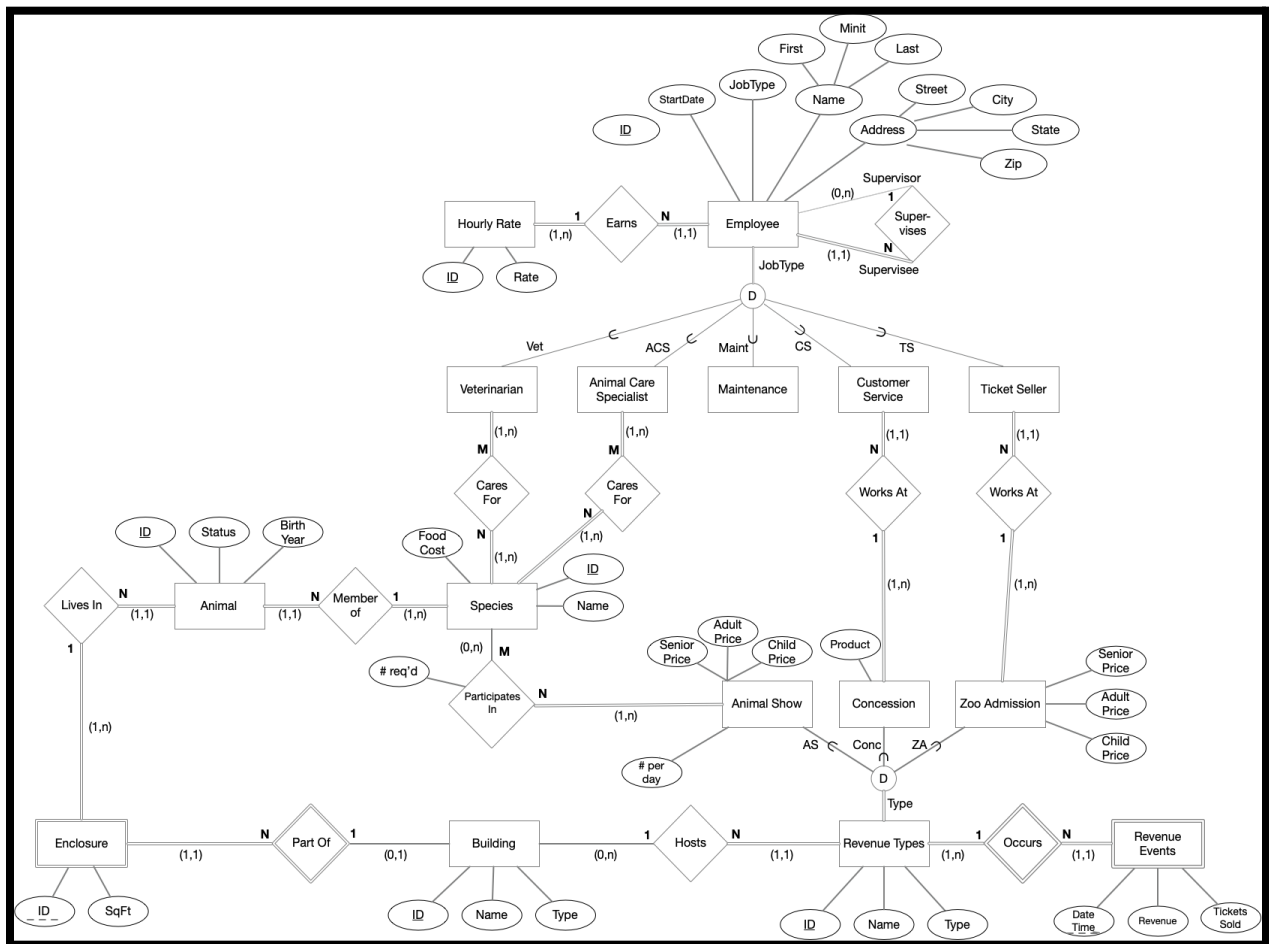 Minit
First
Last
JobType
StartDate
Name
Street
City
ID
Address
State
Zip
Supervisor
(0,n)
1
Hourly Rate
1
(1,n)
Earns
N
(1,1)
Employee
Super-
vises
N
(1,1)
Supervisee
ID
Rate
JobType
D
Vet
ACS
Maint
CS
TS
Veterinarian
Animal Care
Specialist
Maintenance
Customer
Service
Ticket Seller
(1,n)
(1,n)
(1,1)
(1,1)
M
M
N
N
Cares
For
Cares
For
Works At
Works At
N
(1,n)
N
(1,n)
1
1
ID
Status
Birth
Year
Food
Cost
ID
(1,n)
(1,n)
Lives In
N
(1,1)
Animal
(1,1)
N
Member
of
1
(1,n)
Species
Name
1
(0,n)
M
Senior
Price
Adult
Price
Child
Price
Product
Senior
Price
# req'd
Participates
In
N
(1,n)
Animal Show
Concession
Zoo Admission
Adult
Price
Child
Price
(1,n)
AS
Conc
ZA
# per
day
D
Type
Enclosure
(1,1)
N
Part Of
1
(0,1)
Building
(0,n)
1
Hosts
N
(1,1)
Revenue Types
1
(1,n)
Occurs
N
(1,1)
Revenue
Events
ID
SqFt
ID
Name
Type
ID
Name
Type
Date
Time
Revenue
Tickets
Sold